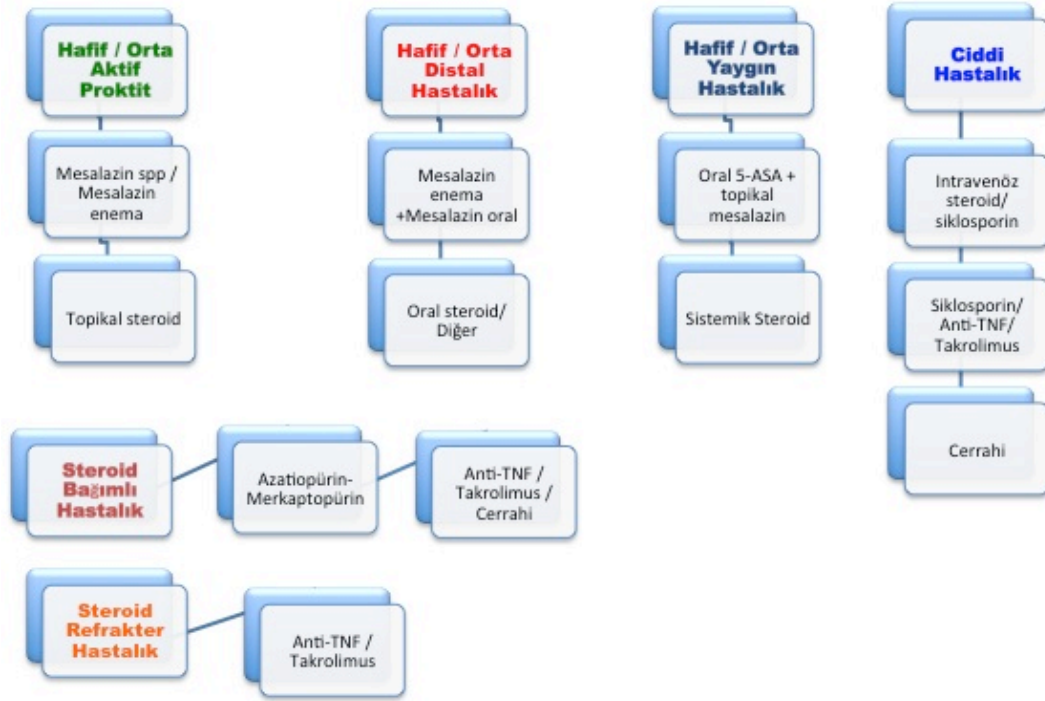 Hafif / Orta
Aktif
Proktit
Mesalazin spp /
Mesalazin
enema
Topikal steroid
Hafif / Orta
Distal
Hastalık
Mesalazin
enema
+Mesalazin oral
Oral steroid/
Diğer
Hafif / Orta
Yaygın
Hastalık
Oral 5-ASA +
topikal
mesalazin
Sistemik Steroid
Ciddi
Hastalık
Intravenöz
steroid/
siklosporin
Siklosporin/
Anti-TNF/
Takrolimus
Cerrahi
Steroid
Bağımlı
Hastalık
Azatiopürin-
Merkaptopürin
Anti-TNF /
Takrolimus /
Cerrahi
Steroid
Refrakter
Hastalık
Anti-TNF /
Takrolimus